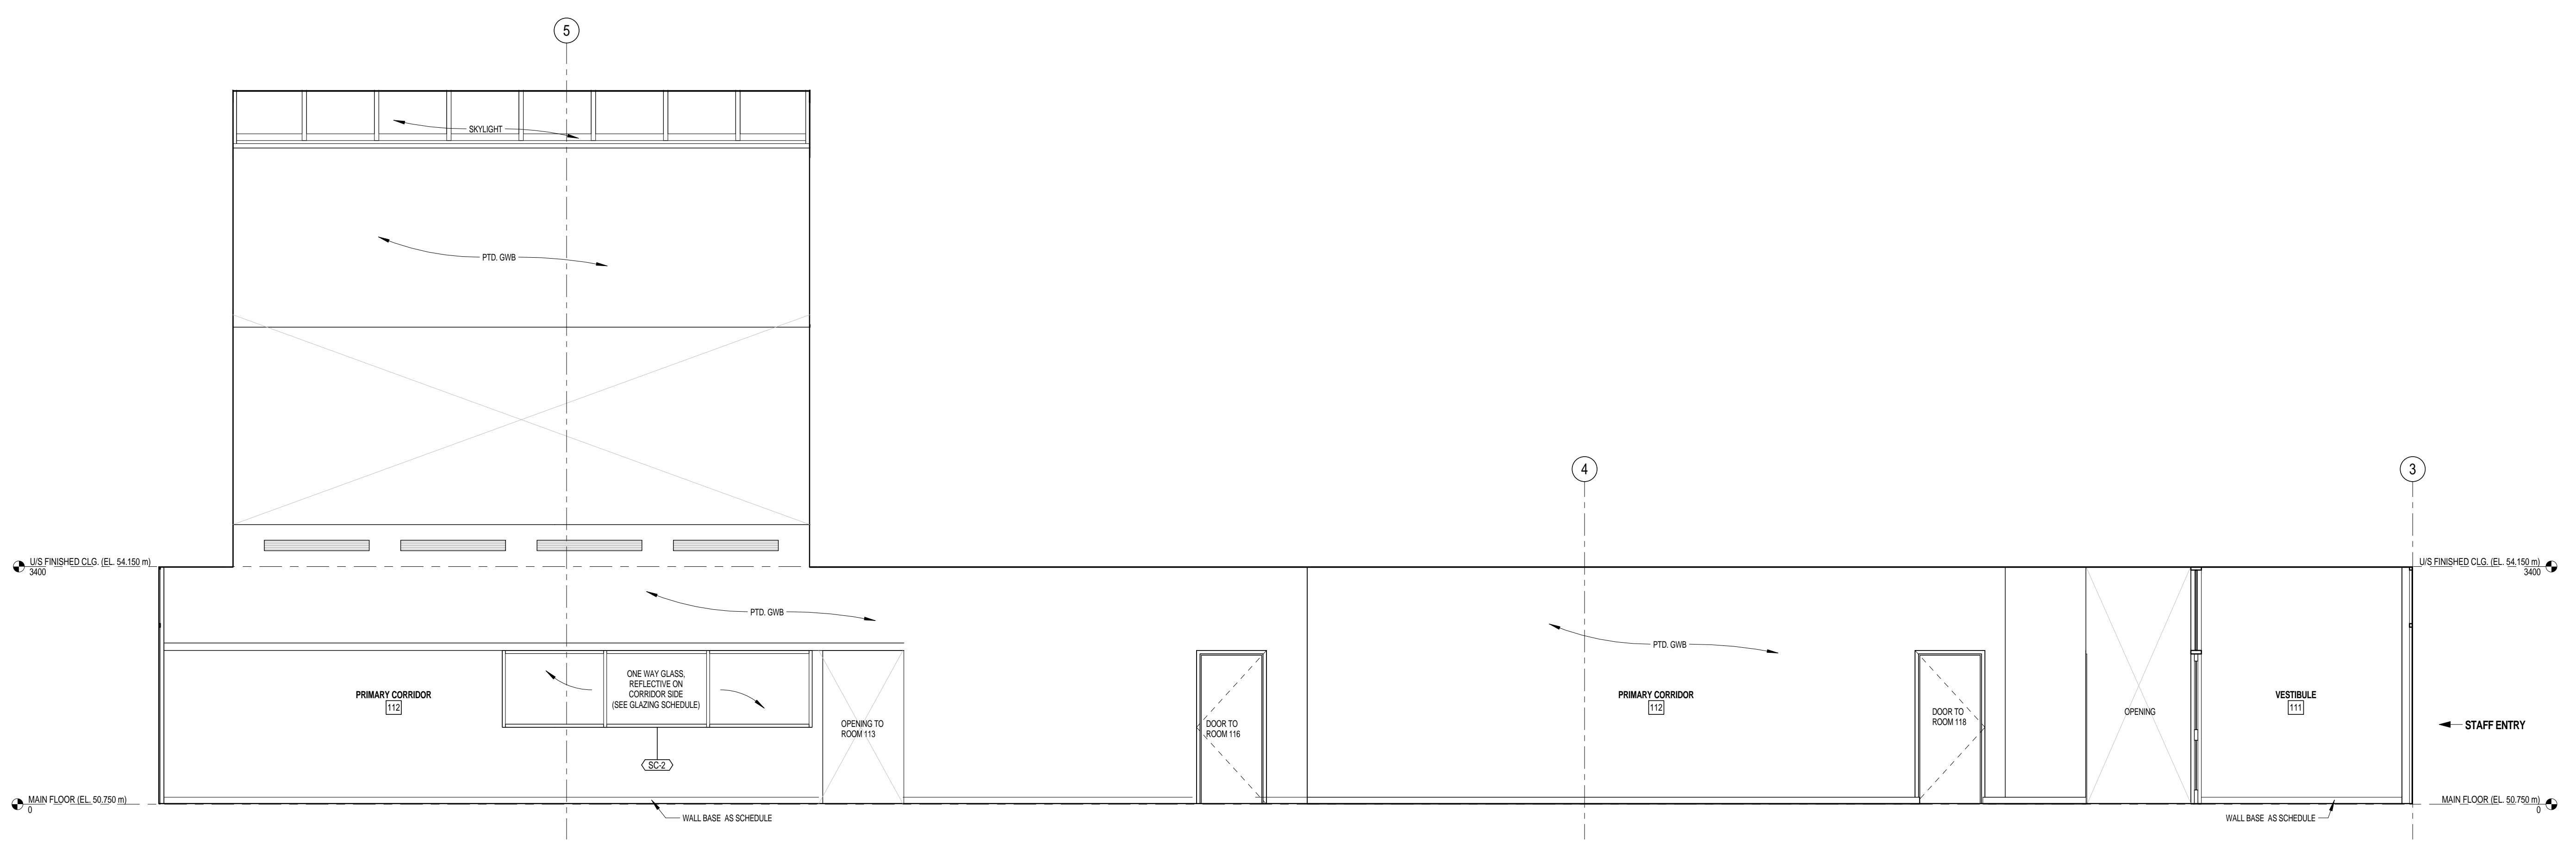 5
SKYLIGHT
PTD. GWB
4
3
U/S FINISHED CLG. (EL. 54.150 m)
3400
U/S FINISHED CLG. (EL. 54.150 m)
3400
PTD. GWB
PTD. GWB
ONE WAY GLASS,
REFLECTIVE ON
CORRIDOR SIDE
(SEE GLAZING SCHEDULE)
PRIMARY CORRIDOR
112
PRIMARY CORRIDOR
112
VESTIBULE
111
OPENING TO
ROOM 113
DOOR TO
ROOM 116
DOOR TO
ROOM 118
OPENING
STAFF ENTRY
SC-2
MAIN FLOOR (EL. 50.750 m)
0
MAIN FLOOR (EL. 50.750 m)
0
WALL BASE AS SCHEDULE
WALL BASE AS SCHEDULE